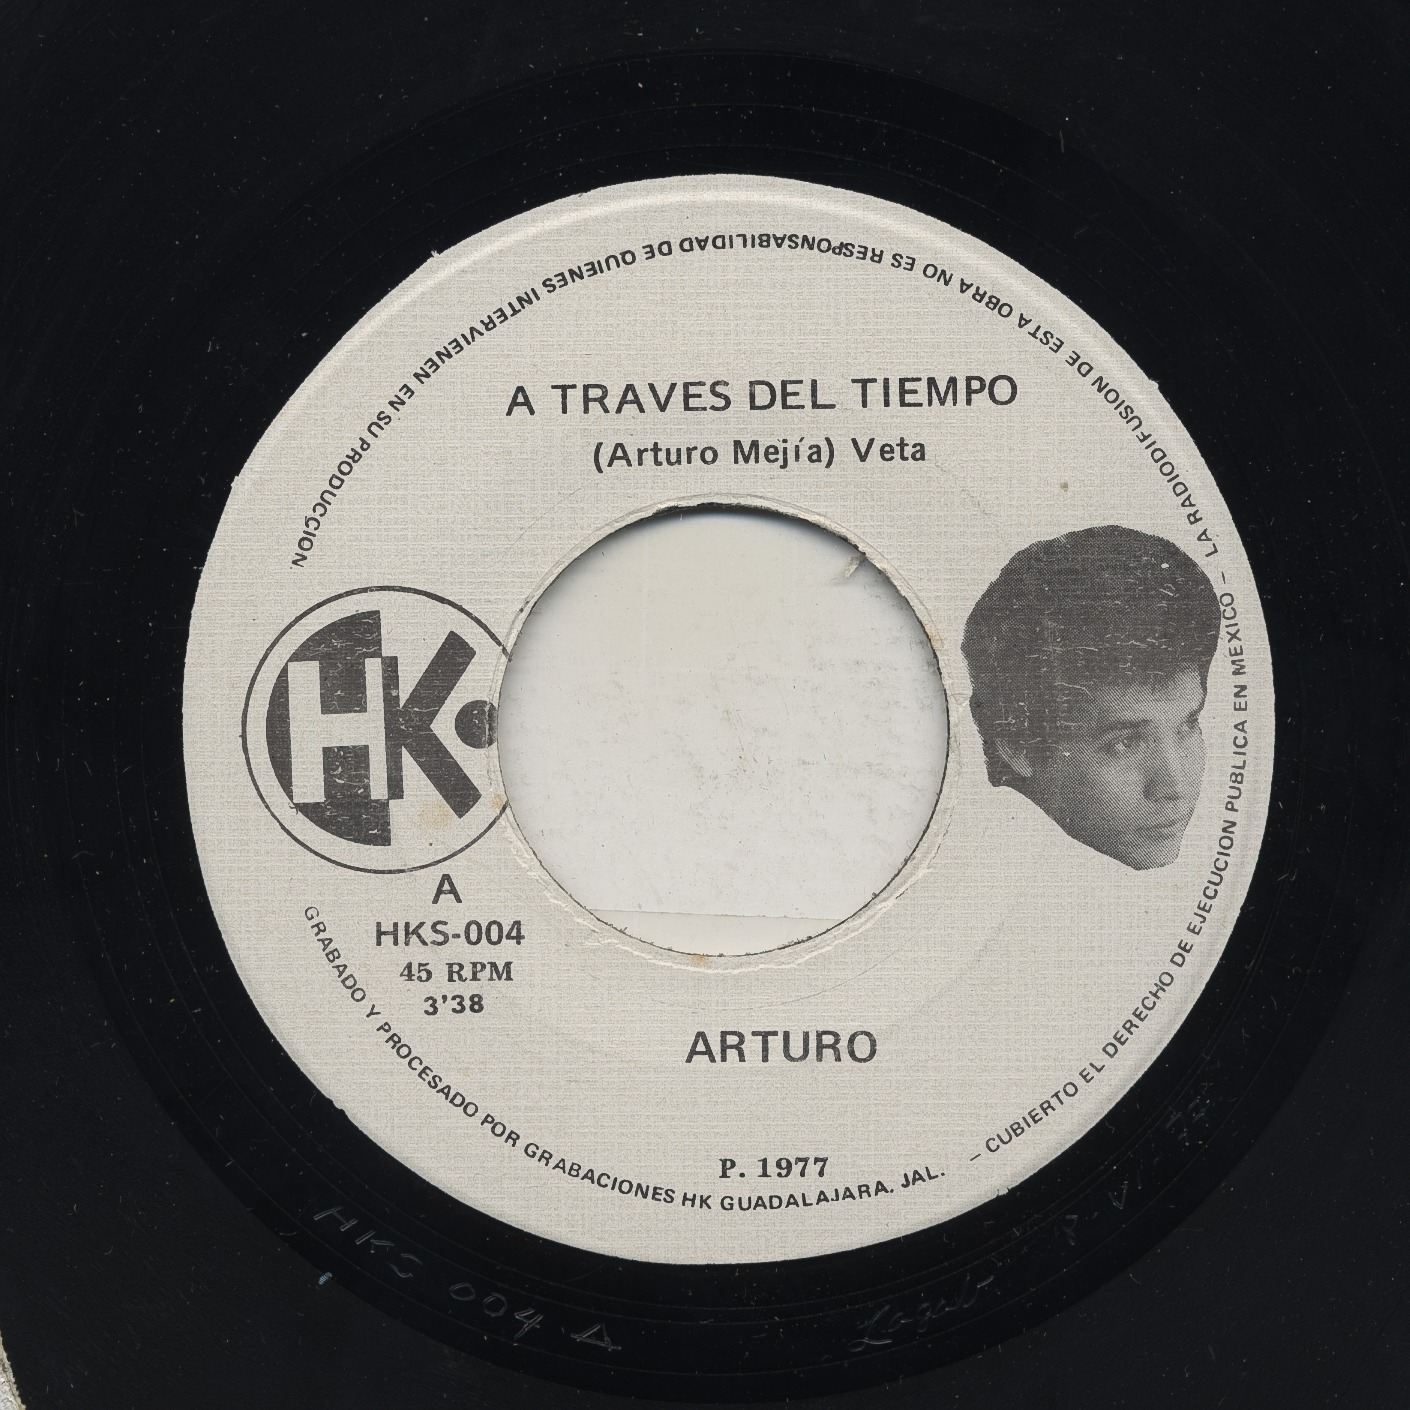 A TRAVES DEL TIEMPO
(Arturo Mejía) Veta
HK
A
HKS-004
45 RPM
3'38
ARTURO
P. 1977
GRABADO Y PROCESADO POR GRABACIONES HK GUADALAJARA. JAL. – CUBIERTO EL DERECHO DE EJECUCION PUBLICA EN MEXICO – LA RADIODIFUSION DE ESTA OBRA NO ES RESPONSABILIDAD DE QUIENES INTERVIENEN EN SU PRODUCCION
HKS 004 A